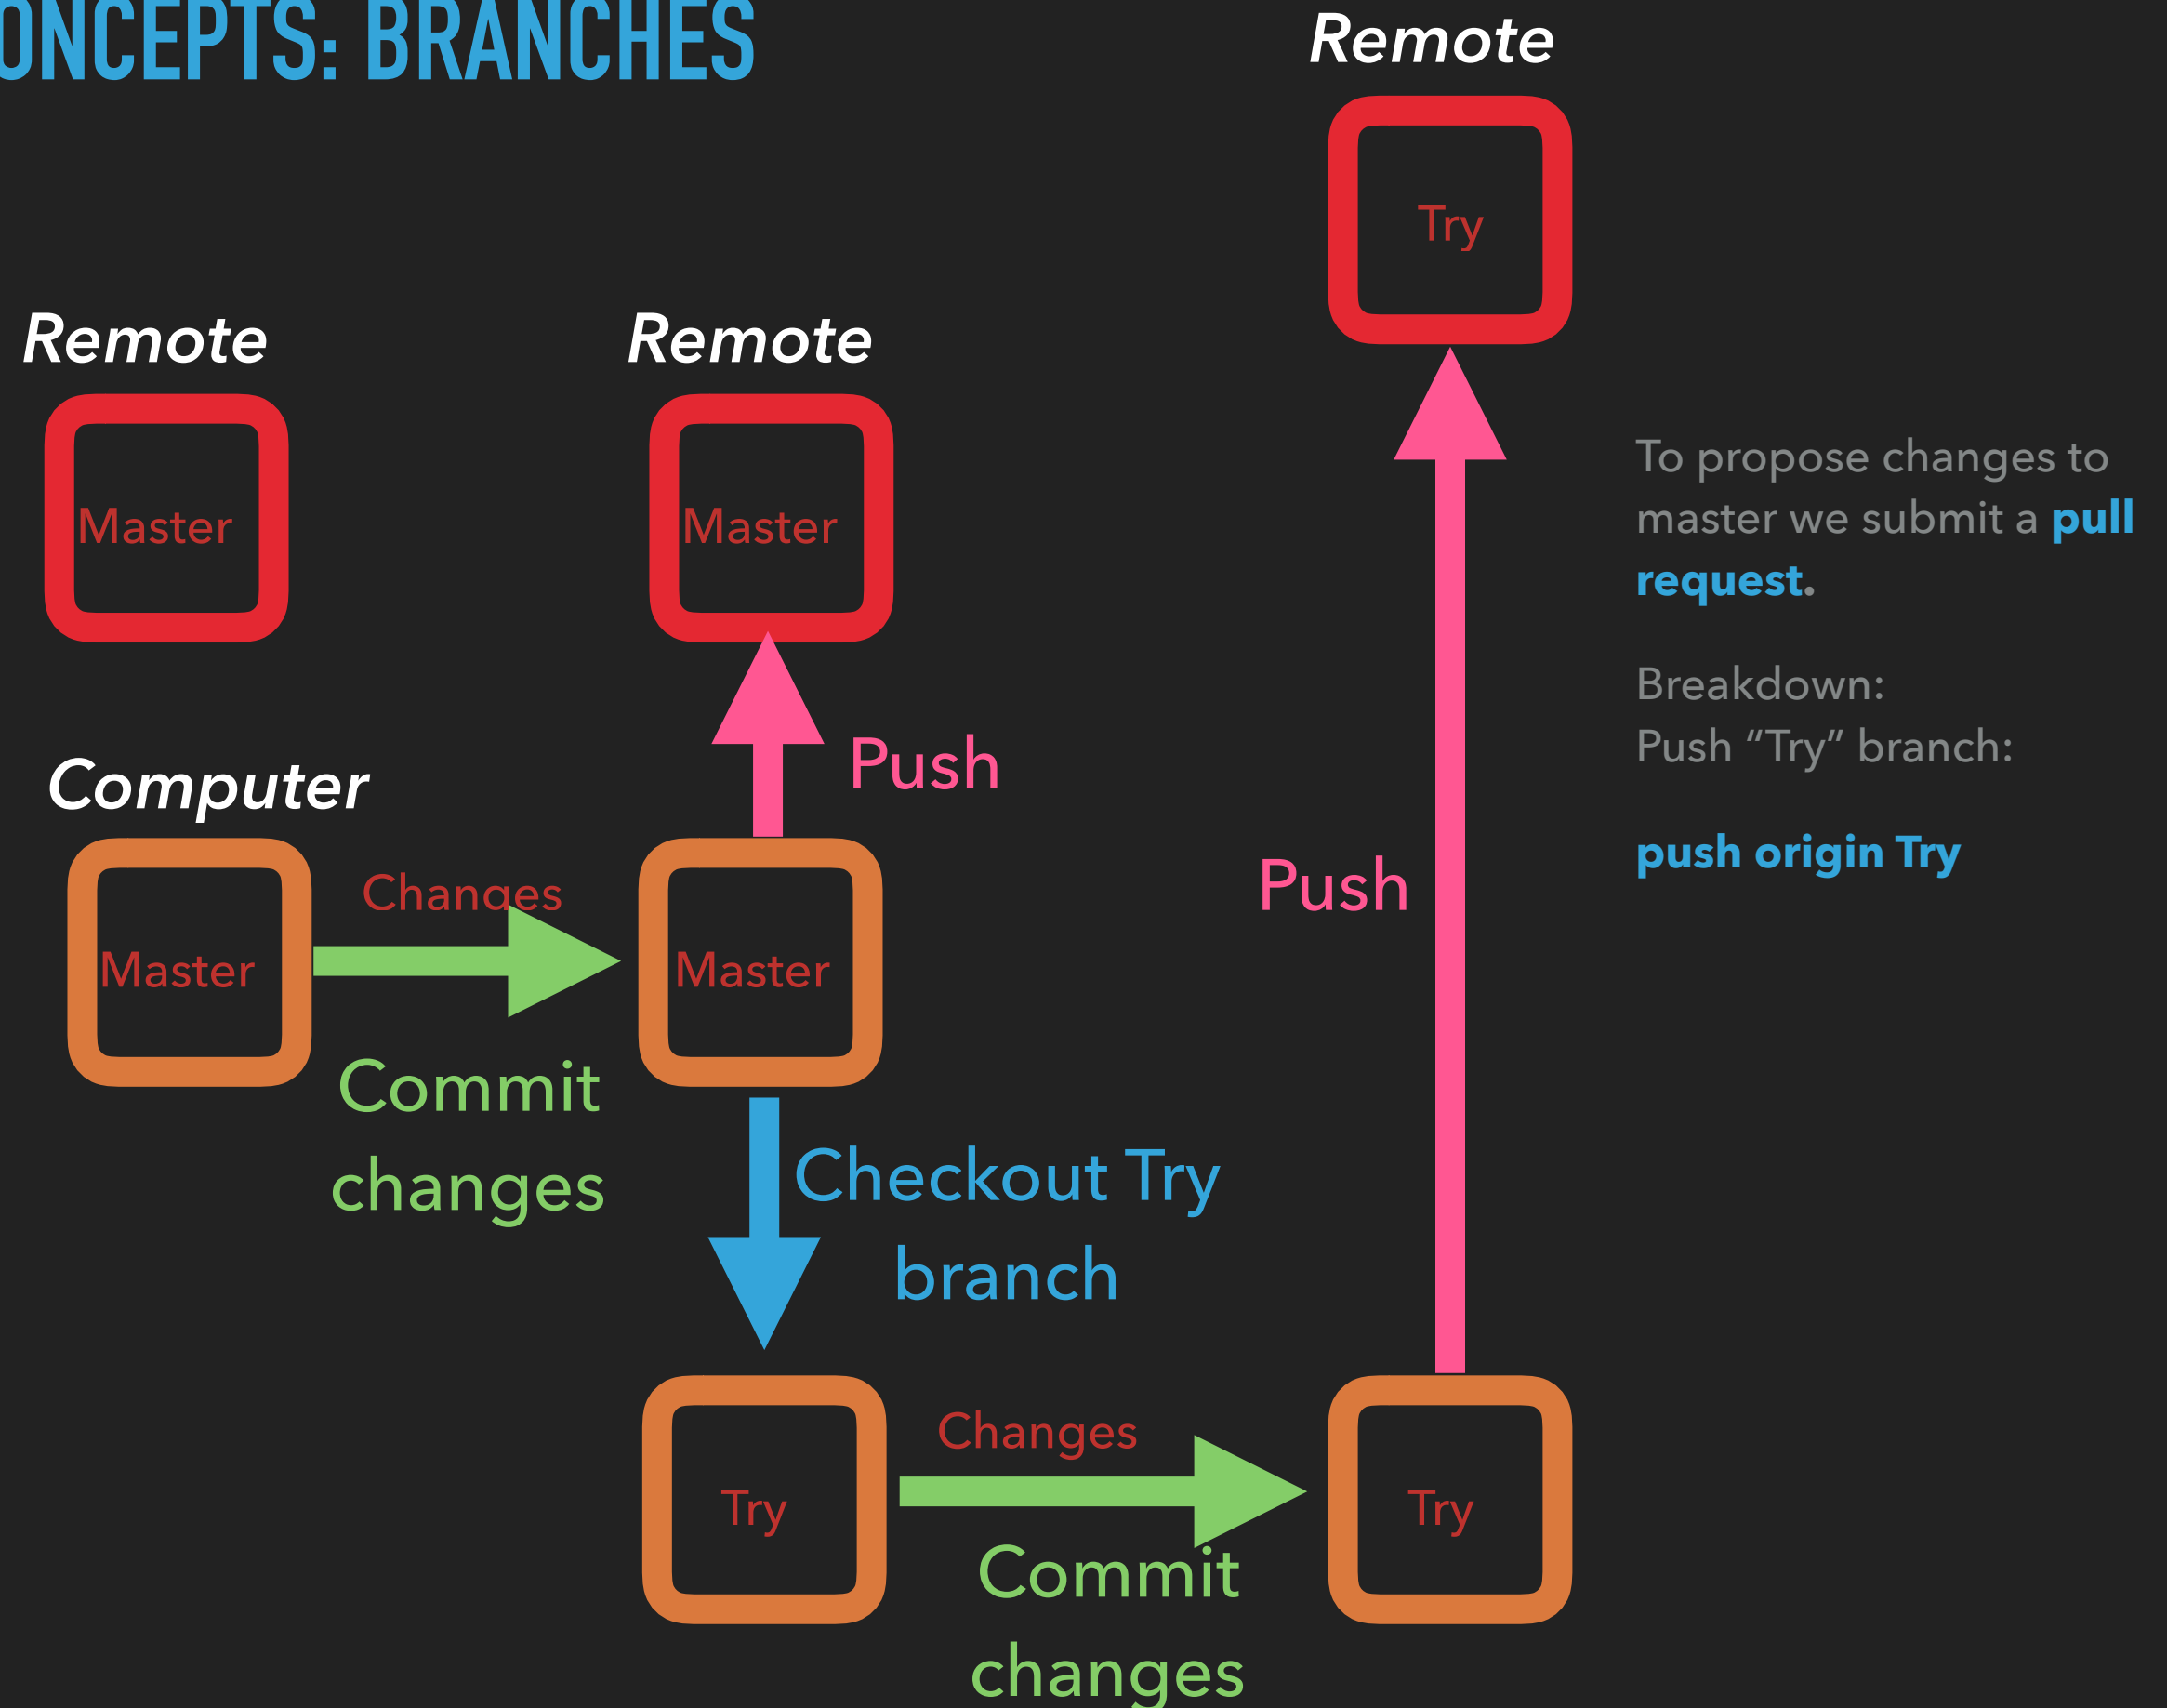 ONCEPTS: BRANCHES
Remote
Try
Remote
Remote
Master
Master
To propose changes to
master we submit a pull
request.
Breakdown:
Push “Try“ branch:
push origin Try
Push
Computer
Changes
Master
Master
Push
Commit
changes
Checkout Try
branch
Changes
Try
Try
Commit
changes